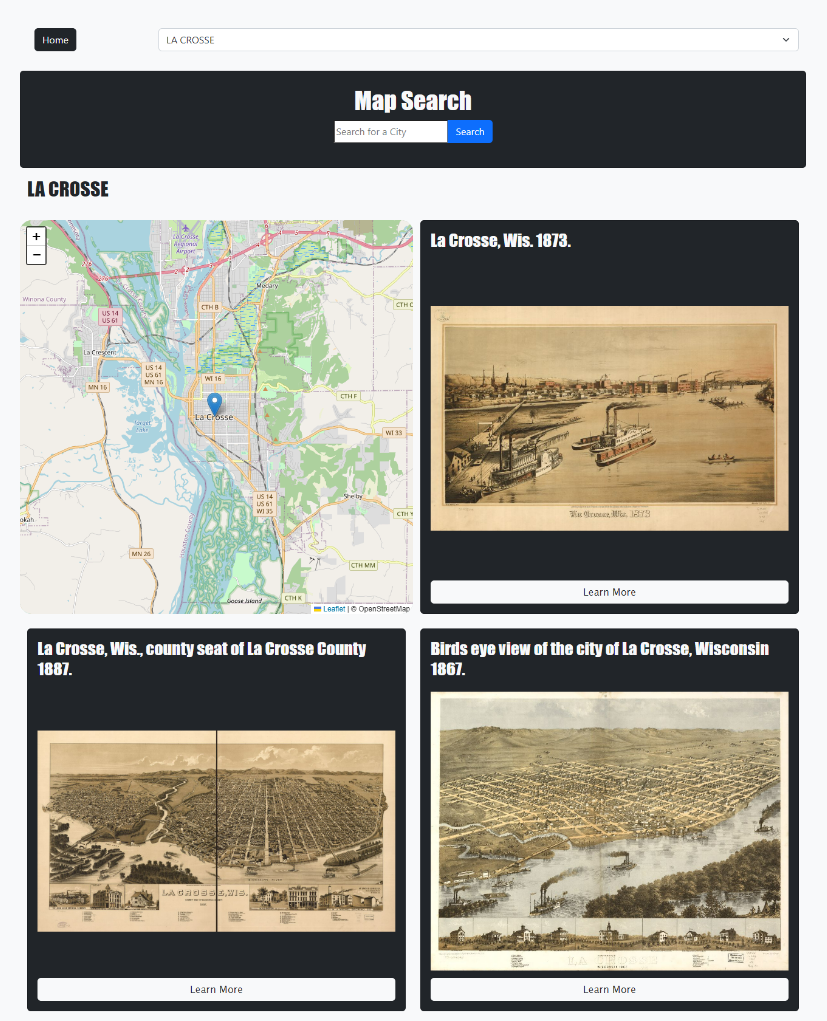 Home
LA CROSSE
Map Search
Search for a City
Search
LA CROSSE
+
−
La Crosse
Regional
Airport
Medary
CTH B
Winona County
US 14
US 61
La Crescent
US 14
US 61
MN 16
MN 16
WI 16
La Crosse
CTH F
WI 33
US 14
US 61
WI 35
Shelby
MN 26
CTH MM
CTH K
Goose Island
Leaflet | © OpenStreetMap
La Crosse, Wis. 1873.
La Crosse, Wis. 1873
Learn More
La Crosse, Wis., county seat of La Crosse County
1887.
LA CROSSE, WIS.
Learn More
Birds eye view of the city of La Crosse, Wisconsin
1867.
LA CROSSE
Learn More